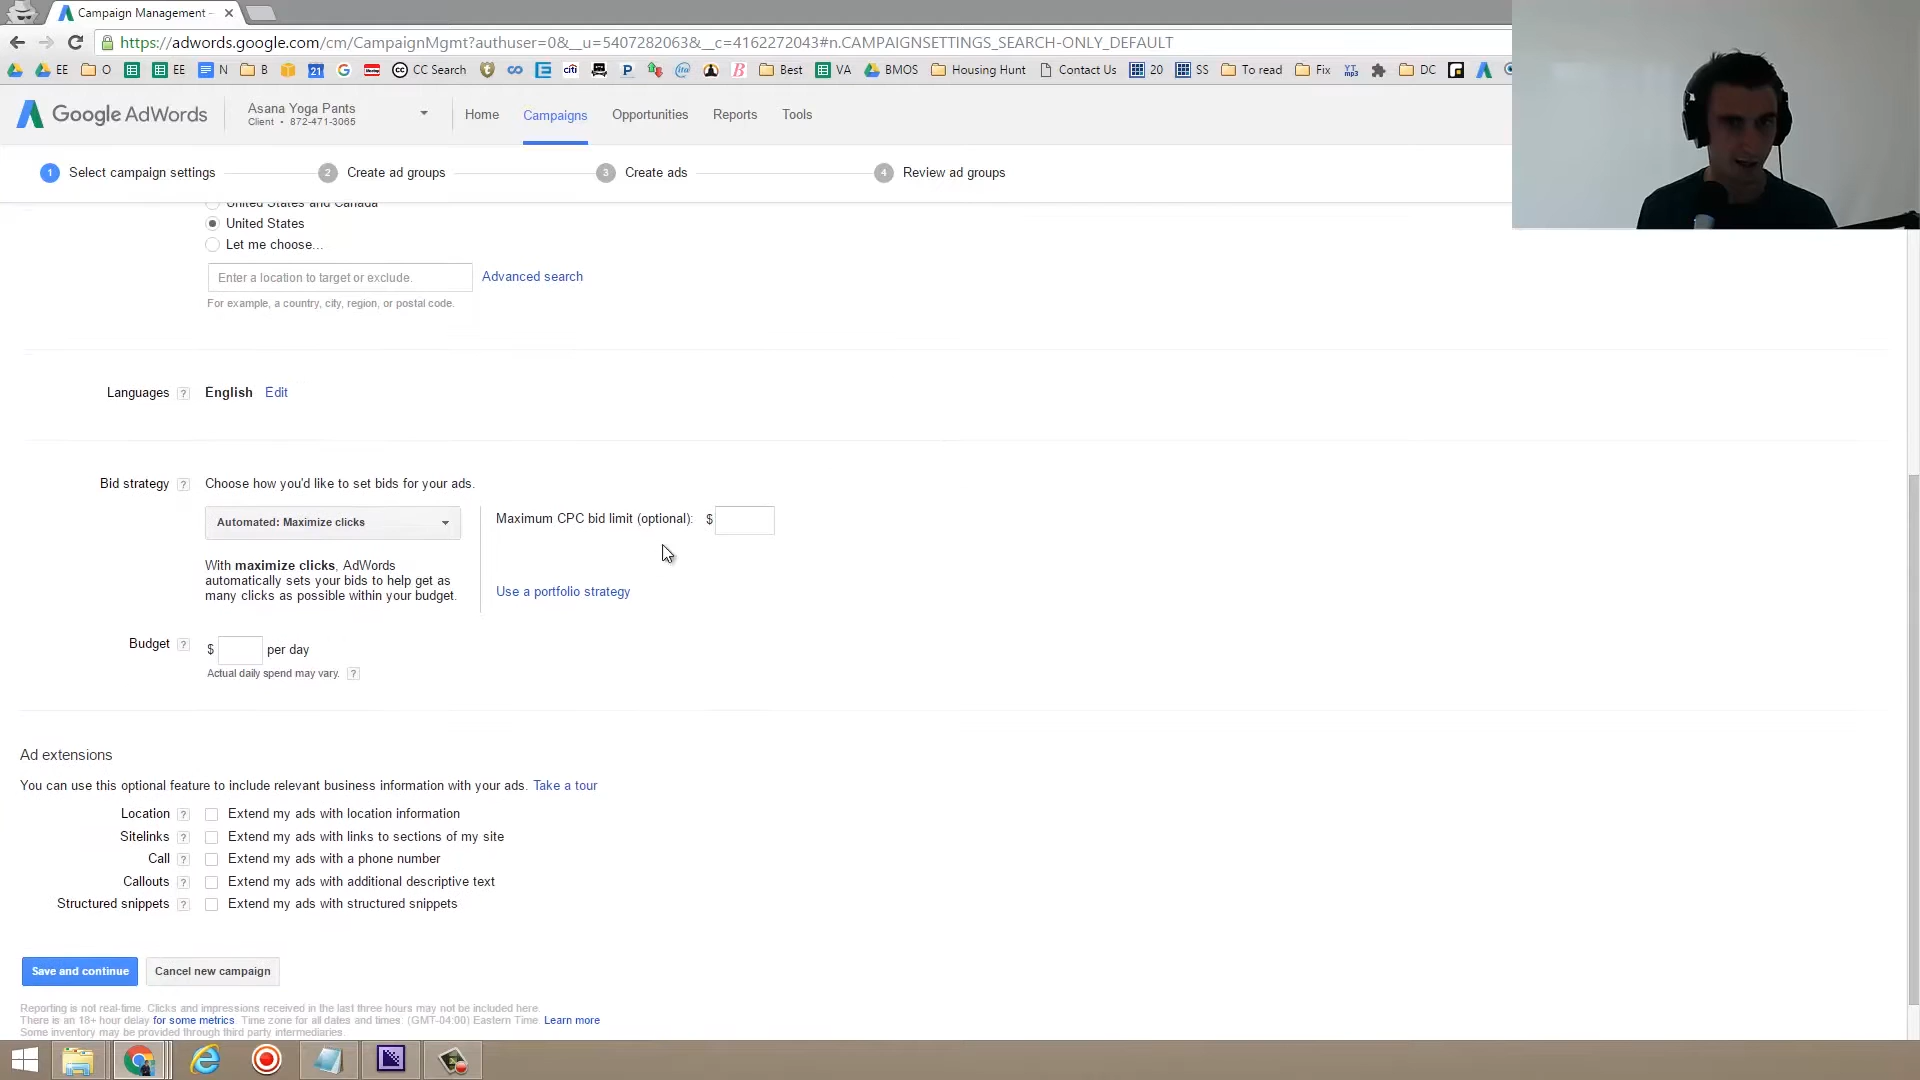 Campaign Management -
https://adwords.google.com/cm/CampaignMgmt?authuser=0&__u=5407282063&__c=4162272043#n.CAMPAIGNSETTINGS_SEARCH-ONLY_DEFAULT
EE O EE N B 21 citi CC Search P B Best VA BMOS Housing Hunt Contact Us 20 SS To read Fix DC
Google AdWords
Asana Yoga Pants
Client • 872-471-3065
Home Campaigns Opportunities Reports Tools
1 Select campaign settings 2 Create ad groups 3 Create ads 4 Review ad groups
United States and Canada
United States
Let me choose...
Enter a location to target or exclude. Advanced search
For example, a country, city, region, or postal code.
Languages ? English Edit
Bid strategy ? Choose how you'd like to set bids for your ads.
Automated: Maximize clicks
Maximum CPC bid limit (optional): $
With maximize clicks, AdWords
automatically sets your bids to help get as
many clicks as possible within your budget.
Use a portfolio strategy
Budget ? $ per day
Actual daily spend may vary. ?
Ad extensions
You can use this optional feature to include relevant business information with your ads. Take a tour
Location ? Extend my ads with location information
Sitelinks ? Extend my ads with links to sections of my site
Call ? Extend my ads with a phone number
Callouts ? Extend my ads with additional descriptive text
Structured snippets ? Extend my ads with structured snippets
Save and continue Cancel new campaign
Reporting is not real-time. Clicks and impressions received in the last three hours may not be included here.
There is an 18+ hour delay for some metrics. Time zone for all dates and times: (GMT-04:00) Eastern Time. Learn more
Some inventory may be provided through third party intermediaries.